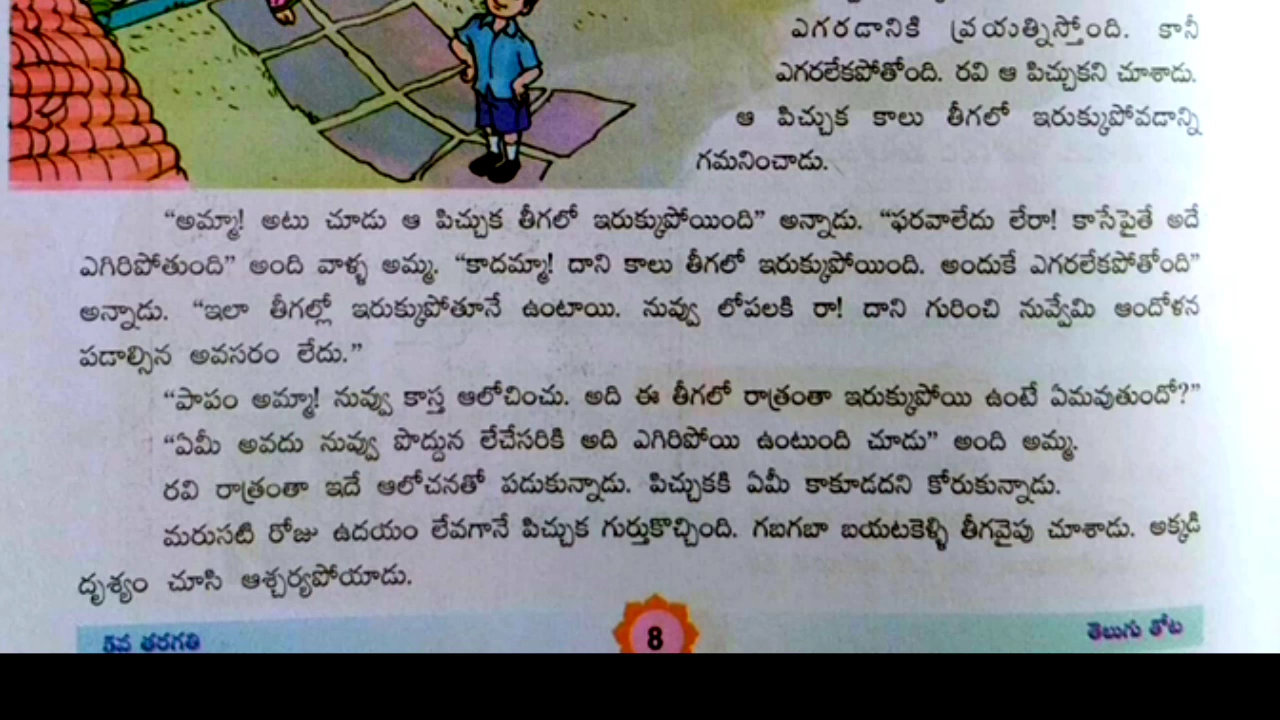 ఎగరడానికి ప్రయత్నిస్తోంది. కానీ
ఎగరలేకపోతోంది. రవి ఆ పిచ్చుకని చూశాడు.
ఆ పిచ్చుక కాలు తీగలో ఇరుక్కుపోవడాన్ని
గమనించాడు.
“అమ్మా! అటు చూడు ఆ పిచ్చుక తీగలో ఇరుక్కుపోయింది” అన్నాడు. “ఫరవాలేదు లేరా! కాసేపైతే అదే
ఎగిరిపోతుంది” అంది వాళ్ళ అమ్మ. “కాదమ్మా! దాని కాలు తీగలో ఇరుక్కుపోయింది. అందుకే ఎగరలేకపోతోంది”
అన్నాడు. “ఇలా తీగల్లో ఇరుక్కుపోతూనే ఉంటాయి. నువ్వు లోపలకి రా! దాని గురించి నువ్వేమి ఆందోళన
పడాల్సిన అవసరం లేదు.”
“పాపం అమ్మా! నువ్వు కాస్త ఆలోచించు. అది ఈ తీగలో రాత్రంతా ఇరుక్కుపోయి ఉంటే ఏమవుతుందో?”
“ఏమీ అవదు నువ్వు పొద్దున లేచేసరికి అది ఎగిరిపోయి ఉంటుంది చూడు” అంది అమ్మ.
రవి రాత్రంతా ఇదే ఆలోచనతో పడుకున్నాడు. పిచ్చుకకి ఏమీ కాకూడదని కోరుకున్నాడు.
మరుసటి రోజు ఉదయం లేవగానే పిచ్చుక గుర్తుకొచ్చింది. గబగబా బయటకెళ్ళి తీగవైపు చూశాడు. అక్కడి
దృశ్యం చూసి ఆశ్చర్యపోయాడు.
5వ తరగతి
8
తెలుగు తోట